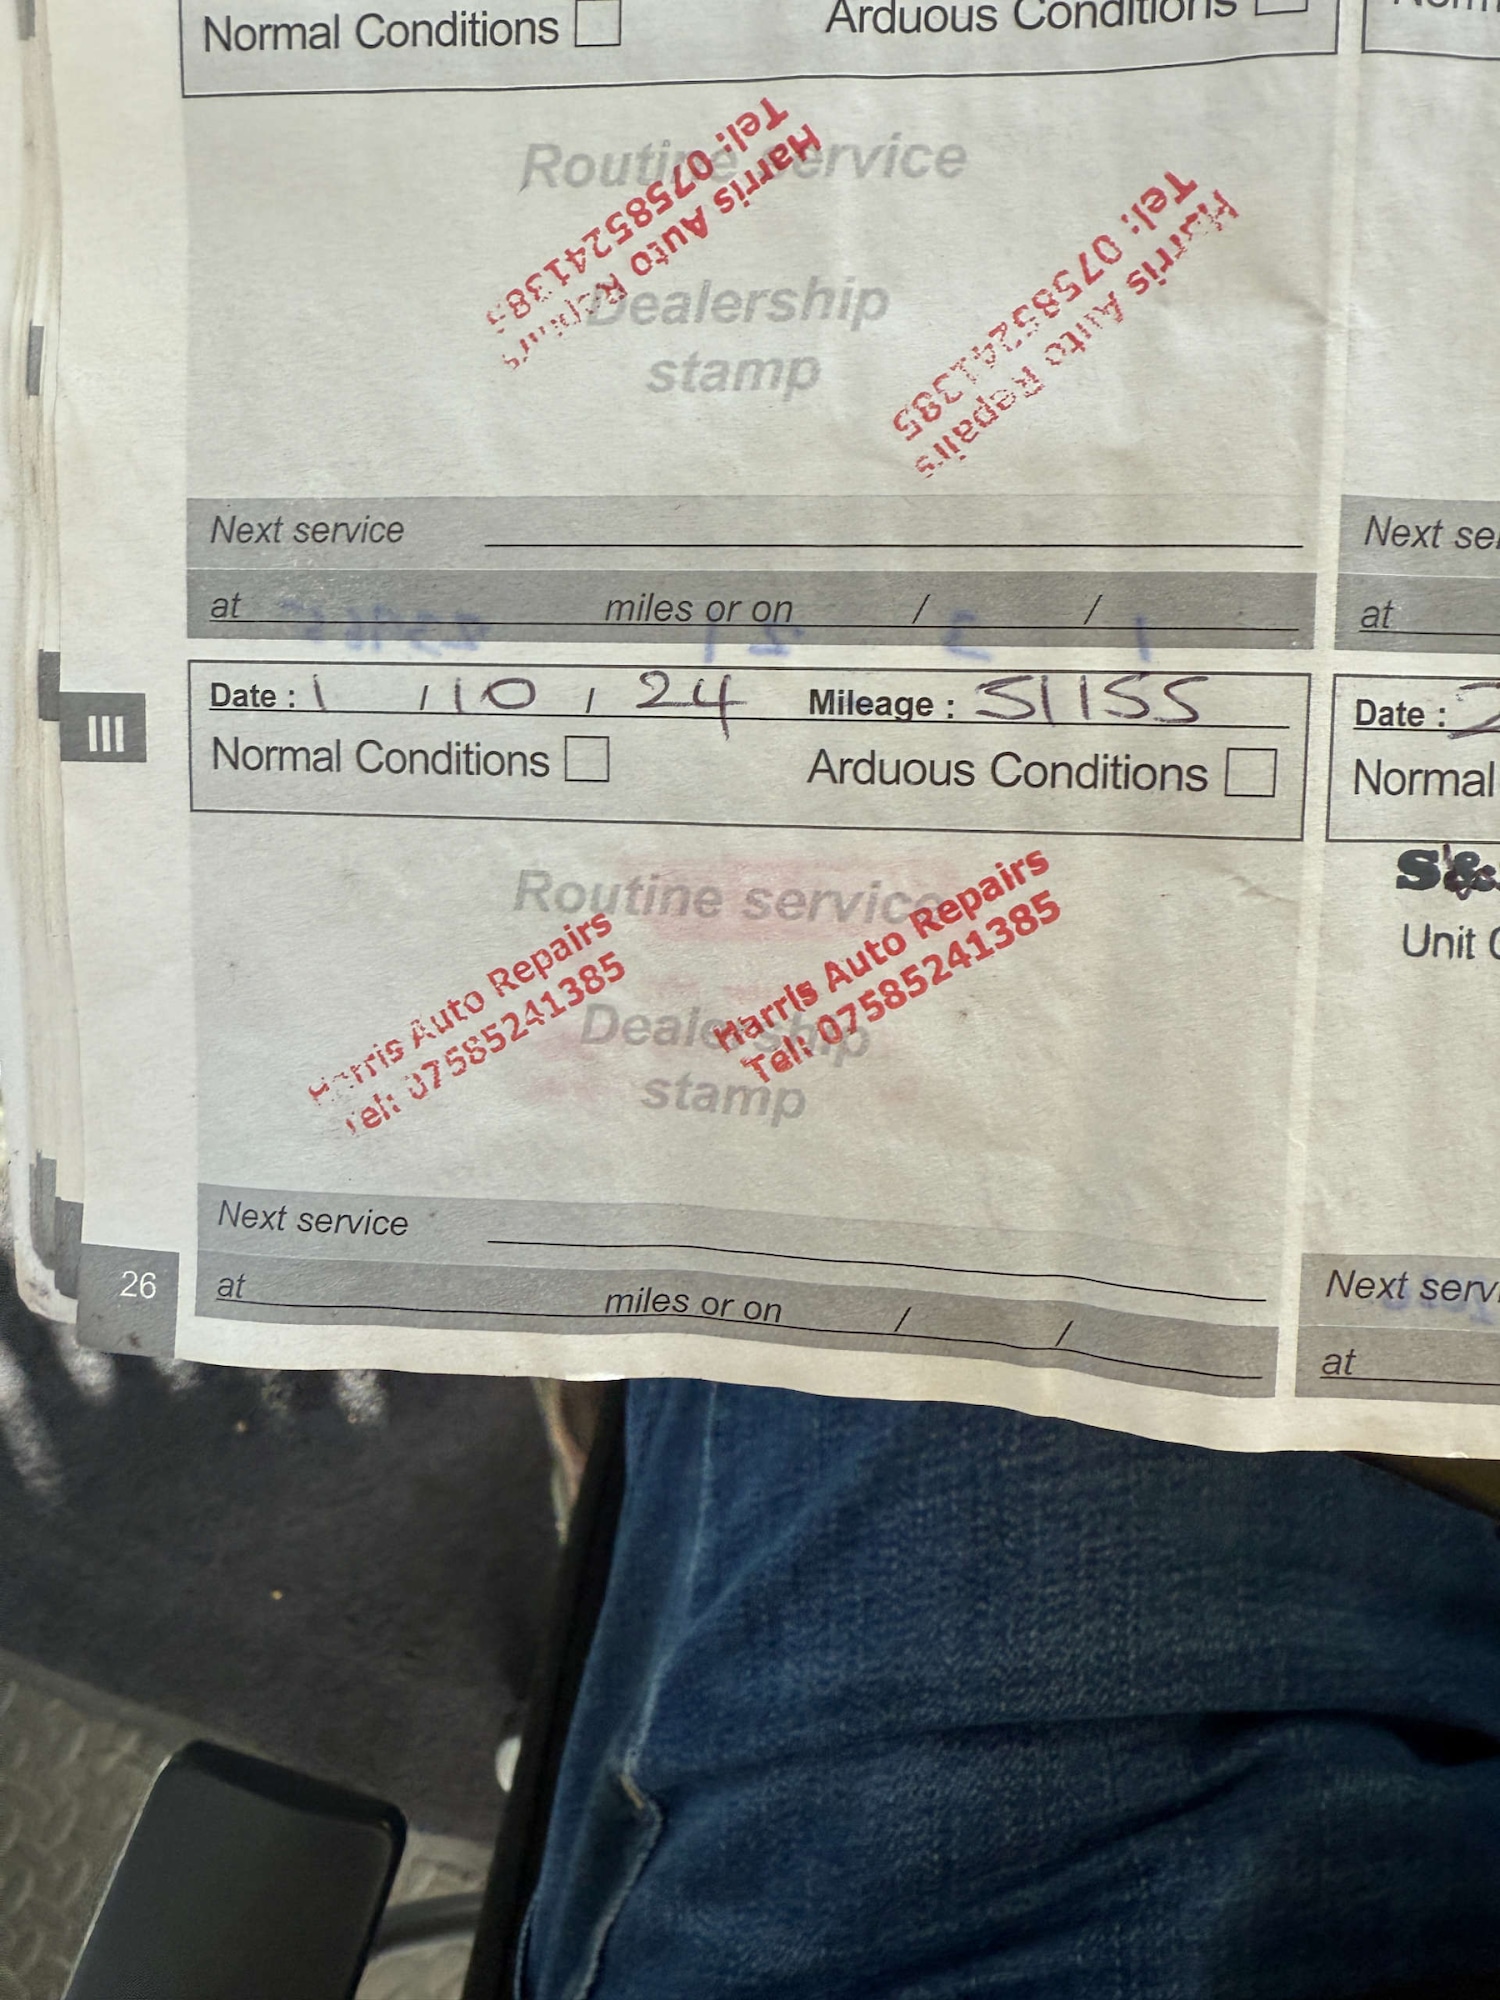 Normal Conditions Arduous Conditions
Routine service
Harris Auto Repairs
Tel: 07585241385
Harris Auto Repairs
Tel: 07585241385
Dealership
stamp
Next service
at miles or on / /
Date : 1 / 10 / 24 Mileage : 51155
Normal Conditions Arduous Conditions
III
Routine service
Harris Auto Repairs
Tel: 07585241385
Harris Auto Repairs
Tel: 07585241385
Dealership
stamp
Next service
at miles or on / /
26
Next ser
at
Date : 2
Normal
S&
Unit
Next serv
at